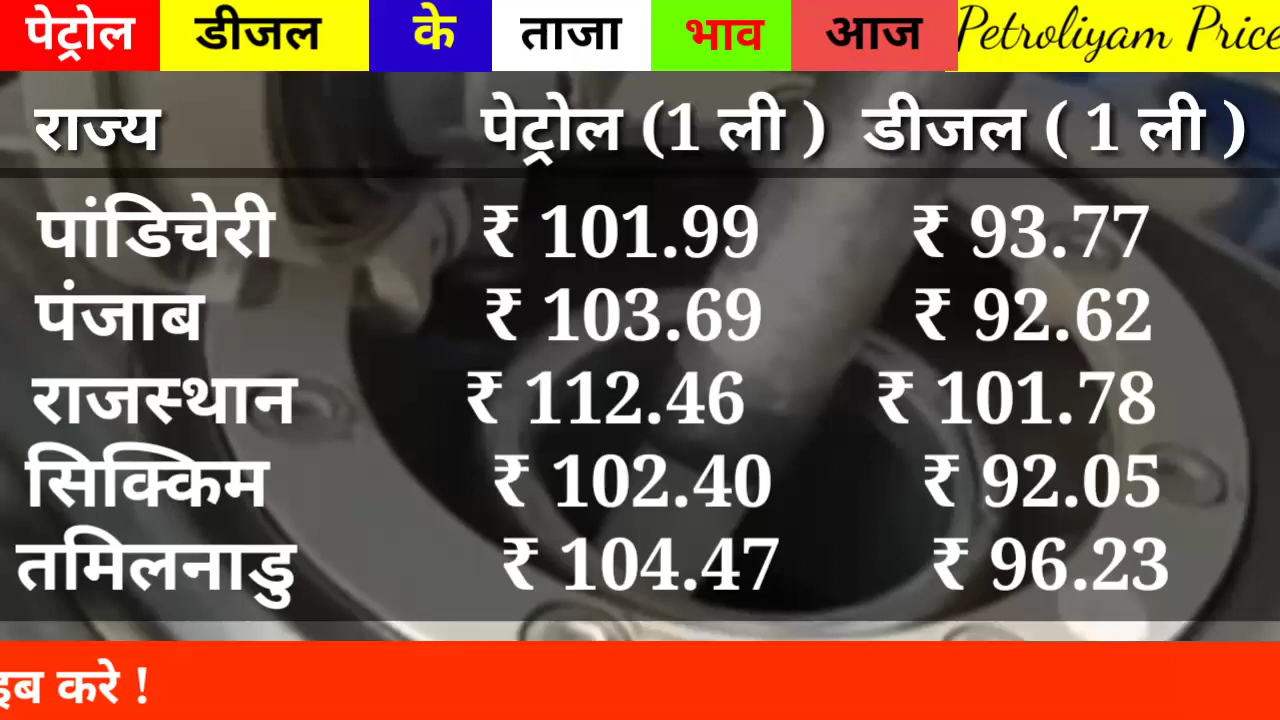 पेट्रोल डीजल के ताजा भाव आज Petroliyam Price
राज्य पेट्रोल (1 ली ) डीजल ( 1 ली )
पांडिचेरी ₹ 101.99 ₹ 93.77
पंजाब ₹ 103.69 ₹ 92.62
राजस्थान ₹ 112.46 ₹ 101.78
सिक्किम ₹ 102.40 ₹ 92.05
तमिलनाडु ₹ 104.47 ₹ 96.23
करे !